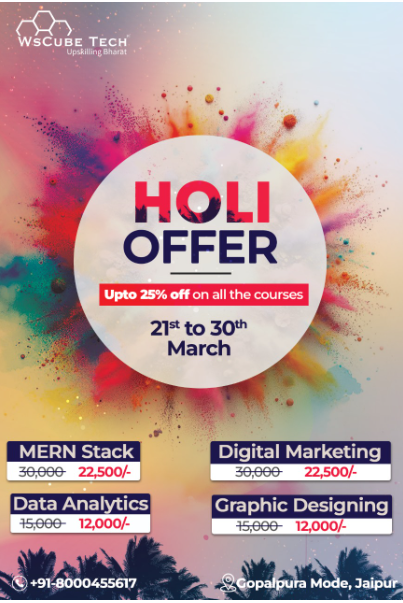 WsCube Tech®
Upskilling Bharat
HOLI
OFFER
Upto 25% off on all the courses
21st to 30th
March
MERN Stack
30,000- 22,500/-
Digital Marketing
30,000- 22,500/-
Data Analytics
15,000- 12,000/-
Graphic Designing
15,000- 12,000/-
+91-8000455617
Gopalpura Mode, Jaipur